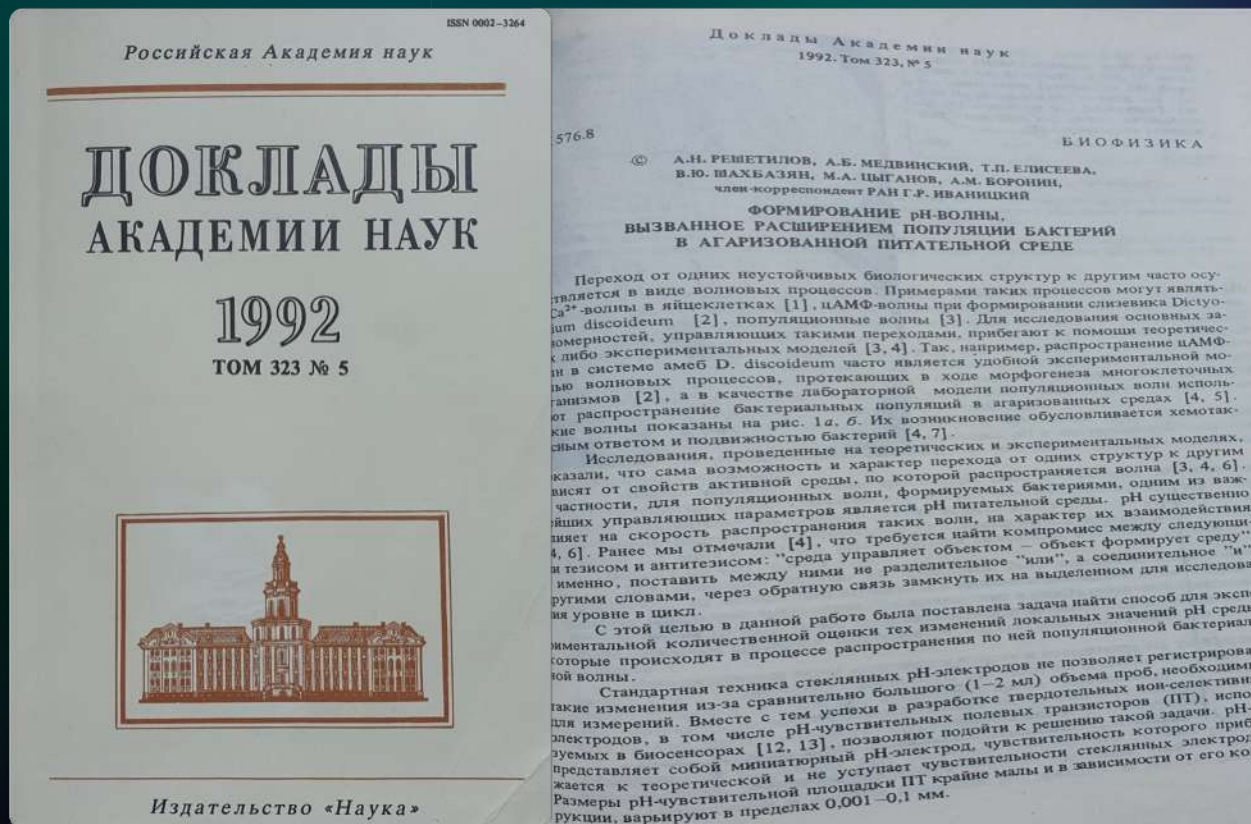 ISSN 0002-3264
Российская Академия наук
ДОКЛАДЫ
АКАДЕМИИ НАУК
1992
ТОМ 323 № 5
Издательство «Наука»
Доклады Академии наук
1992. Том 323, № 5
576.8
БИОФИЗИКА
© А.Н. РЕШЕТИЛОВ, А.Б. МЕДВИНСКИЙ, Т.П. ЕЛИСЕЕВА,
В.Ю. ШАХБАЗЯН, М.А. ЦЫГАНОВ, А.М. БОРОНИН,
член-корреспондент РАН Г.Р. ИВАНИЦКИЙ
ФОРМИРОВАНИЕ pH-ВОЛНЫ,
ВЫЗВАННОЕ РАСШИРЕНИЕМ ПОПУЛЯЦИИ БАКТЕРИЙ
В АГАРИЗОВАННОЙ ПИТАТЕЛЬНОЙ СРЕДЕ
Переход от одних неустойчивых биологических структур к другим часто осу-
ствляется в виде волновых процессов. Примерами таких процессов могут являть-
Ca²⁺-волны в яйцеклетках [1], цАМФ-волны при формировании слизевика Dictyo-
ium discoideum [2], популяционные волны [3]. Для исследования основных за-
номерностей, управляющих такими переходами, прибегают к помощи теоретичес-
х либо экспериментальных моделей [3, 4]. Так, например, распространение цАМФ-
н в системе амеб D. discoideum часто является удобной экспериментальной мо-
ью волновых процессов, протекающих в ходе морфогенеза многоклеточных
ганизмов [2], а в качестве лабораторной модели популяционных волн исполь-
ют распространение бактериальных популяций в агаризованных средах [4, 5].
кие волны показаны на рис. 1а, б. Их возникновение обусловливается хемотак-
сным ответом и подвижностью бактерий [4, 7].
Исследования, проведенные на теоретических и экспериментальных моделях,
казали, что сама возможность и характер перехода от одних структур к другим
висят от свойств активной среды, по которой распространяется волна [3, 4, 6].
частности, для популяционных волн, формируемых бактериями, одним из важ-
йших управляющих параметров является pH питательной среды. pH существенно
ияет на скорость распространения таких волн, на характер их взаимодействия
4, 6]. Ранее мы отмечали [4], что требуется найти компромисс между следующи-
и тезисом и антитезисом: "среда управляет объектом – объект формирует среду"
именно, поставить между ними не разделительное "или", а соединительное "и"
ругими словами, через обратную связь замкнуть их на выделенном для исследова
ия уровне в цикл.
С этой целью в данной работе была поставлена задача найти способ для экспе
риментальной количественной оценки тех изменений локальных значений pH сред
которые происходят в процессе распространения по ней популяционной бактериал
ной волны.
Стандартная техника стеклянных pH-электродов не позволяет регистрирова
такие изменения из-за сравнительно большого (1–2 мл) объема проб, необходим
для измерений. Вместе с тем успехи в разработке твердотельных ион-селективн
электродов, в том числе pH-чувствительных полевых транзисторов (ПТ), испо
зуемых в биосенсорах [12, 13], позволяют подойти к решению такой задачи. pH-
представляет собой миниатюрный pH-электрод, чувствительность которого приб
жается к теоретической и не уступает чувствительности стеклянных электрод
Размеры pH-чувствительной площадки ПТ крайне малы и в зависимости от его ко
рукции, варьируют в пределах 0,001–0,1 мм.